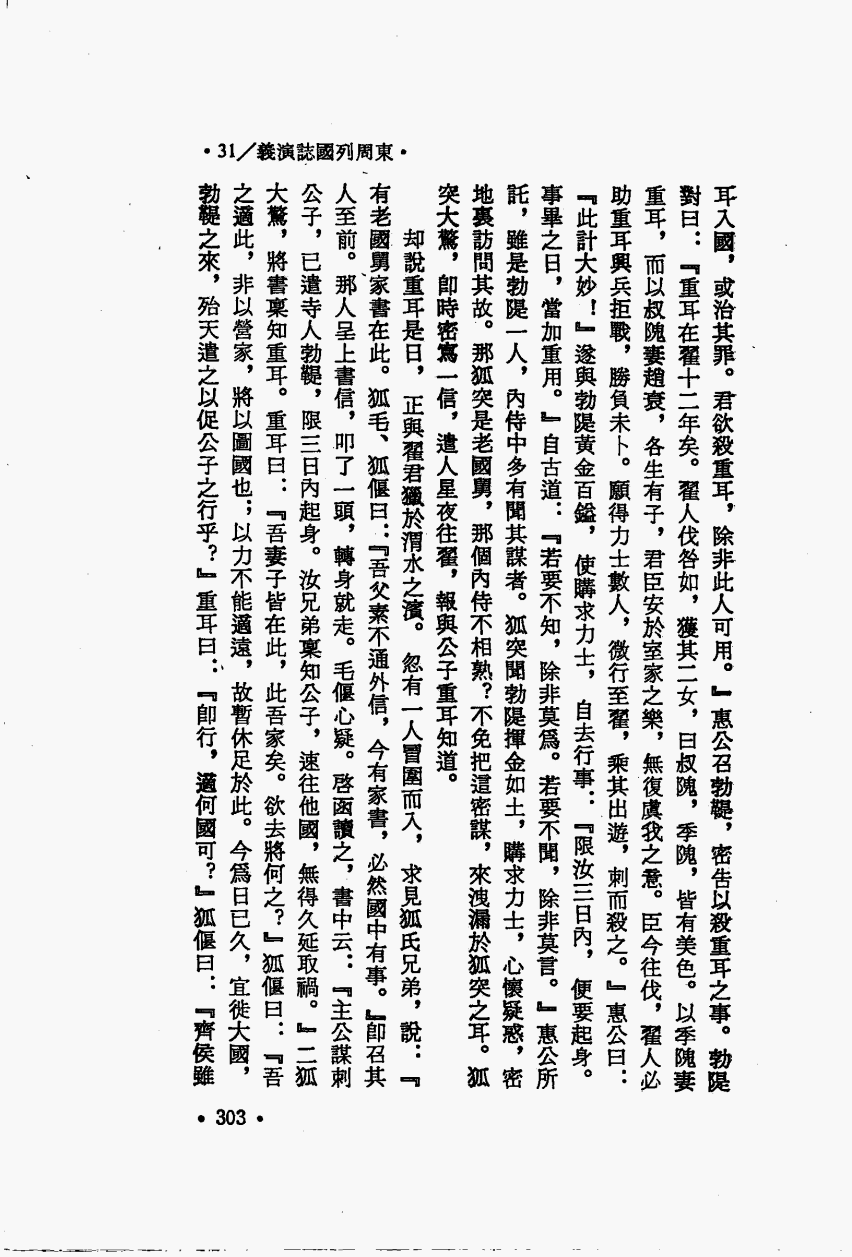 •31／義演誌國列周東•
耳入國，或治其罪。君欲殺重耳，除非此人可用。』惠公召勃鞮，密告以殺重耳之事。勃隄
對曰：『重耳在翟十二年矣。翟人伐咎如，獲其二女，曰叔隗，季隗，皆有美色。以季隗妻
重耳，而以叔隗妻趙衰，各生有子，君臣安於室家之樂，無復虞我之意。臣今往伐，翟人必
助重耳興兵拒戰，勝負未卜。願得力士數人，微行至翟，乘其出遊，刺而殺之。』惠公曰：
『此計大妙！』遂與勃隄黃金百鎰，使購求力士，自去行事：『限汝三日內，便要起身。
事畢之日，當加重用。』自古道：『若要不知，除非莫爲。若要不聞，除非莫言。』惠公所
託，雖是勃隄一人，內侍中多有聞其謀者。狐突聞勃隄揮金如土，購求力士，心懷疑惑，密
地裏訪問其故。那狐突是老國舅，那個內侍不相熟？不免把這密謀，來洩漏於狐突之耳。狐
突大驚，卽時密寫一信，遣人星夜往翟，報與公子重耳知道。
却說重耳是日，正與翟君獵於渭水之濱。忽有一人冒圍而入，求見狐氏兄弟，說：『
有老國舅家書在此。狐毛、狐偃曰：『吾父素不通外信，今有家書，必然國中有事。』卽召其
人至前。那人呈上書信，叩了一頭，轉身就走。毛偃心疑。啓函讀之，書中云：『主公謀刺
公子，已遣寺人勃鞮，限三日內起身。汝兄弟稟知公子，速往他國，無得久延取禍。』二狐
大驚，將書稟知重耳。重耳曰：『吾妻子皆在此，此吾家矣。欲去將何之？』狐偃曰：『吾
之適此，非以營家，將以圖國也；以力不能適遠，故暫休足於此。今爲日已久，宜徙大國，
勃鞮之來，殆天遣之以促公子之行乎？』重耳曰：『卽行，適何國可？』狐偃曰：『齊侯雖
•303•